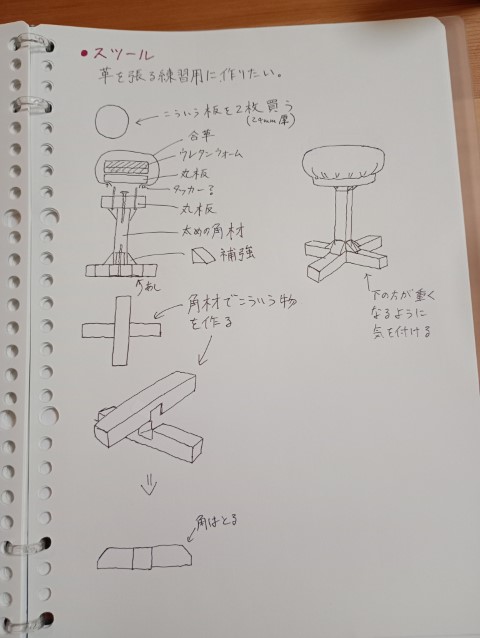 ● スツール
革を張る練習用に作りたい。
こういう板を2枚買う
(24mm厚)
合革
ウレタンウォーム
丸板
タッカー
丸板
太めの角材
補強
あし
角材でこういう物
を作る
下の方が重く
なるように
気を付ける
角はとる